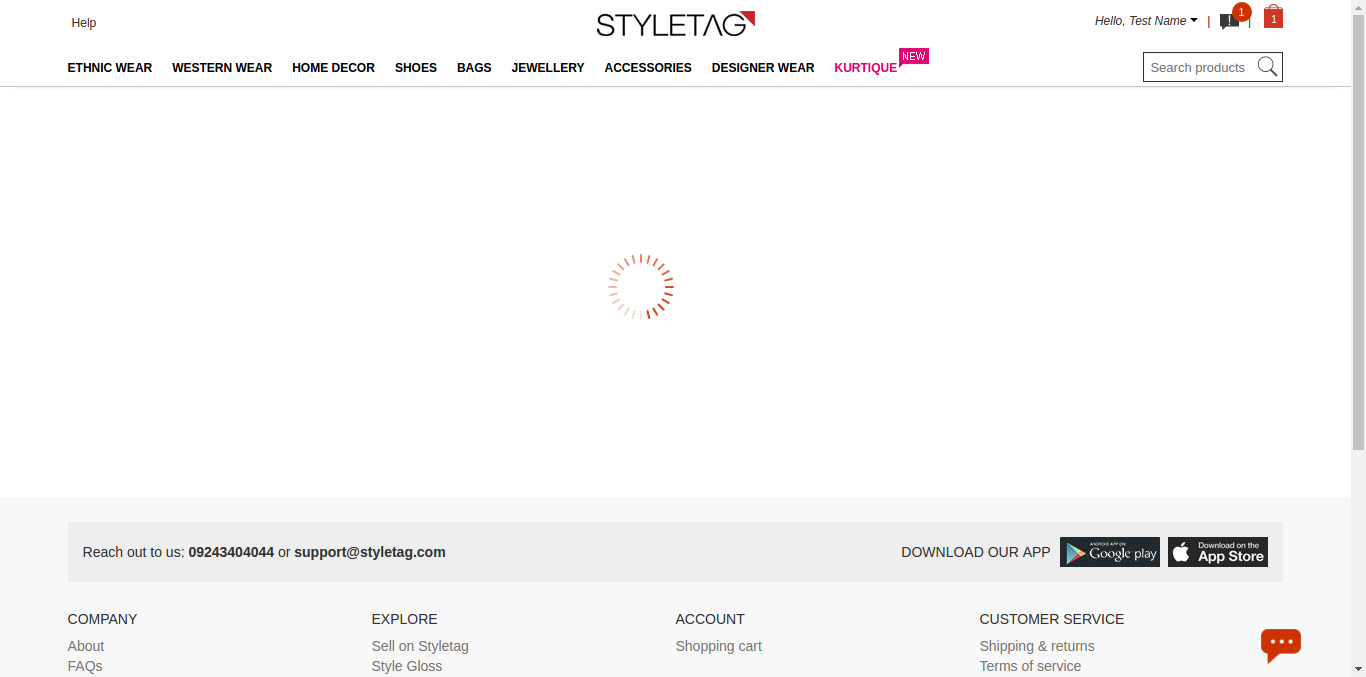 Help
STYLETAG
Hello, Test Name | 1 | 1
ETHNIC WEAR WESTERN WEAR HOME DECOR SHOES BAGS JEWELLERY ACCESSORIES DESIGNER WEAR KURTIQUE NEW
Search products
Reach out to us: 09243404044 or support@styletag.com
DOWNLOAD OUR APP
ANDROID APP ON
Google play
Download on the
App Store
COMPANY
About
FAQs
EXPLORE
Sell on Styletag
Style Gloss
ACCOUNT
Shopping cart
CUSTOMER SERVICE
Shipping & returns
Terms of service